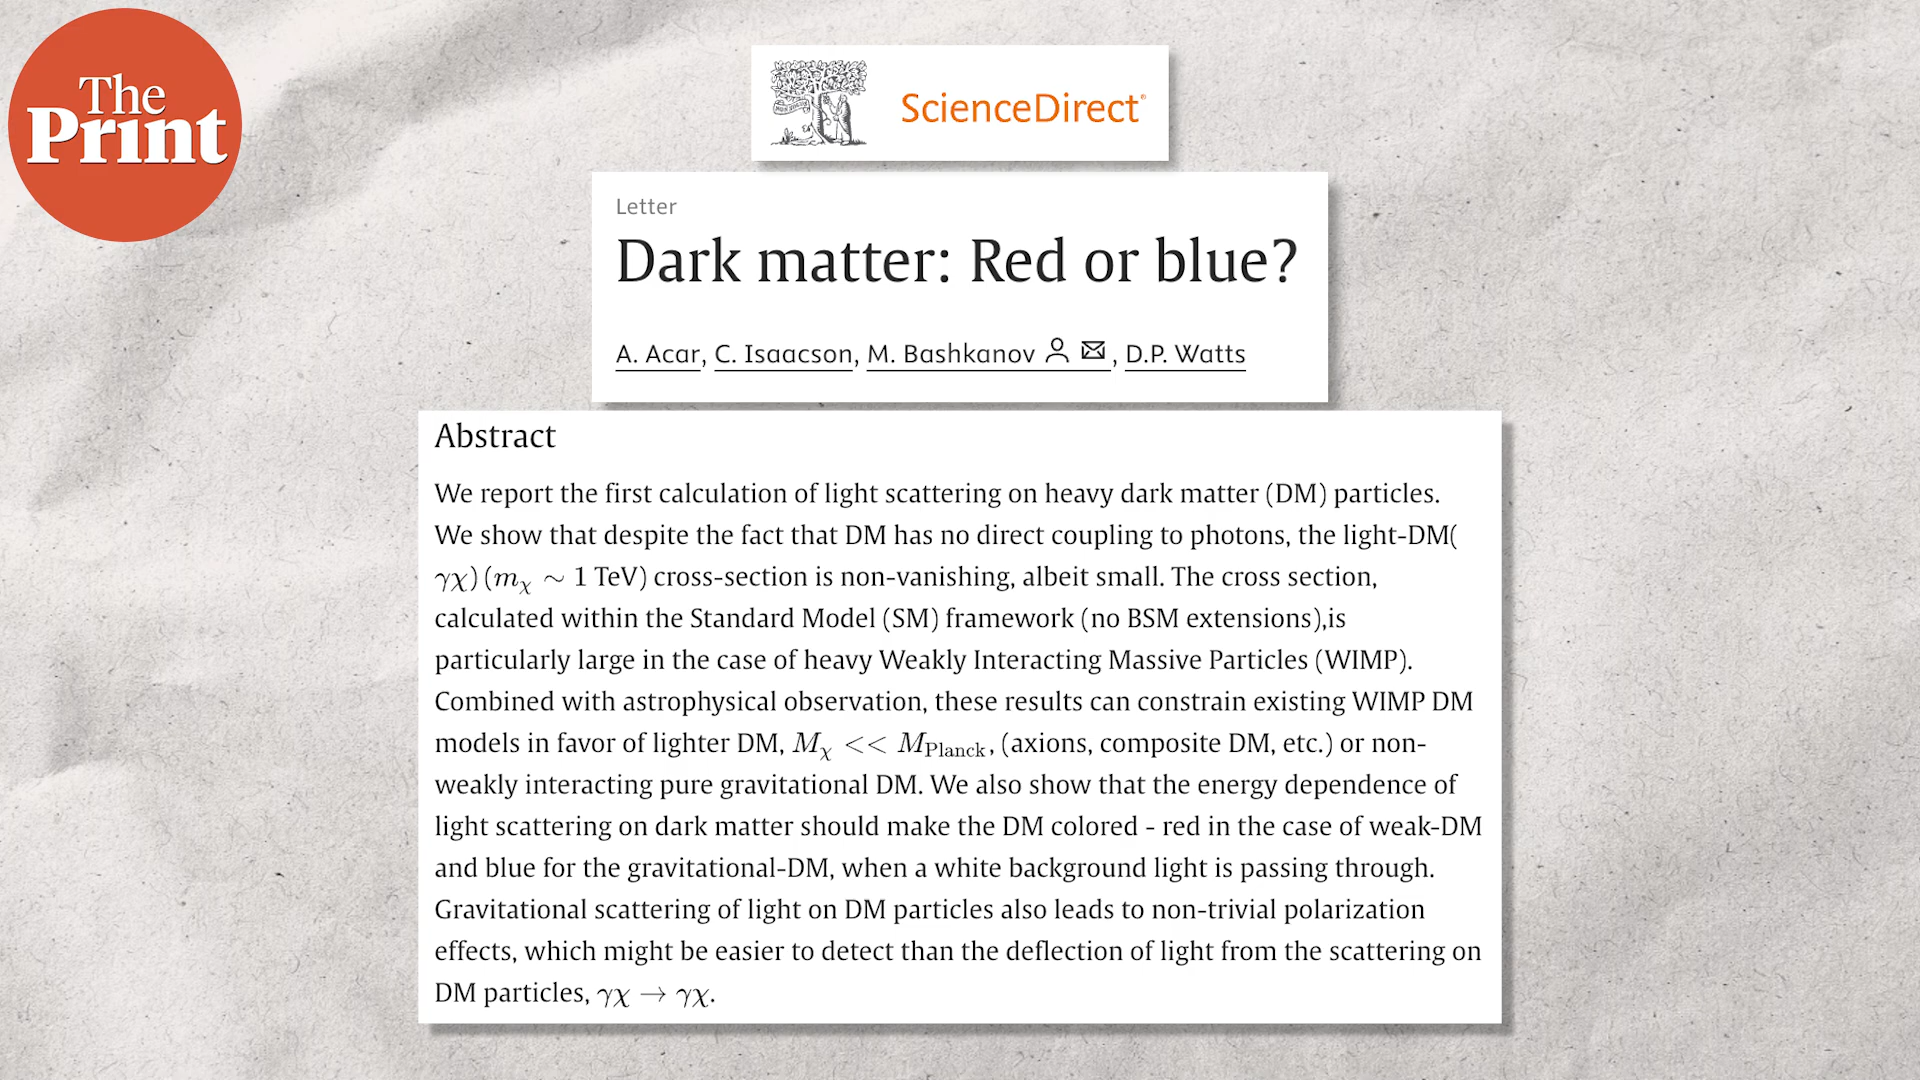 The
Print
ScienceDirect®
Letter
Dark matter: Red or blue?
A. Acar, C. Isaacson, M. Bashkanov , D.P. Watts
Abstract
We report the first calculation of light scattering on heavy dark matter (DM) particles.
We show that despite the fact that DM has no direct coupling to photons, the light-DM(
γχ) (mχ ∼ 1 TeV) cross-section is non-vanishing, albeit small. The cross section,
calculated within the Standard Model (SM) framework (no BSM extensions),is
particularly large in the case of heavy Weakly Interacting Massive Particles (WIMP).
Combined with astrophysical observation, these results can constrain existing WIMP DM
models in favor of lighter DM, Mχ << MPlanck, (axions, composite DM, etc.) or non-
weakly interacting pure gravitational DM. We also show that the energy dependence of
light scattering on dark matter should make the DM colored - red in the case of weak-DM
and blue for the gravitational-DM, when a white background light is passing through.
Gravitational scattering of light on DM particles also leads to non-trivial polarization
effects, which might be easier to detect than the deflection of light from the scattering on
DM particles, γχ → γχ.